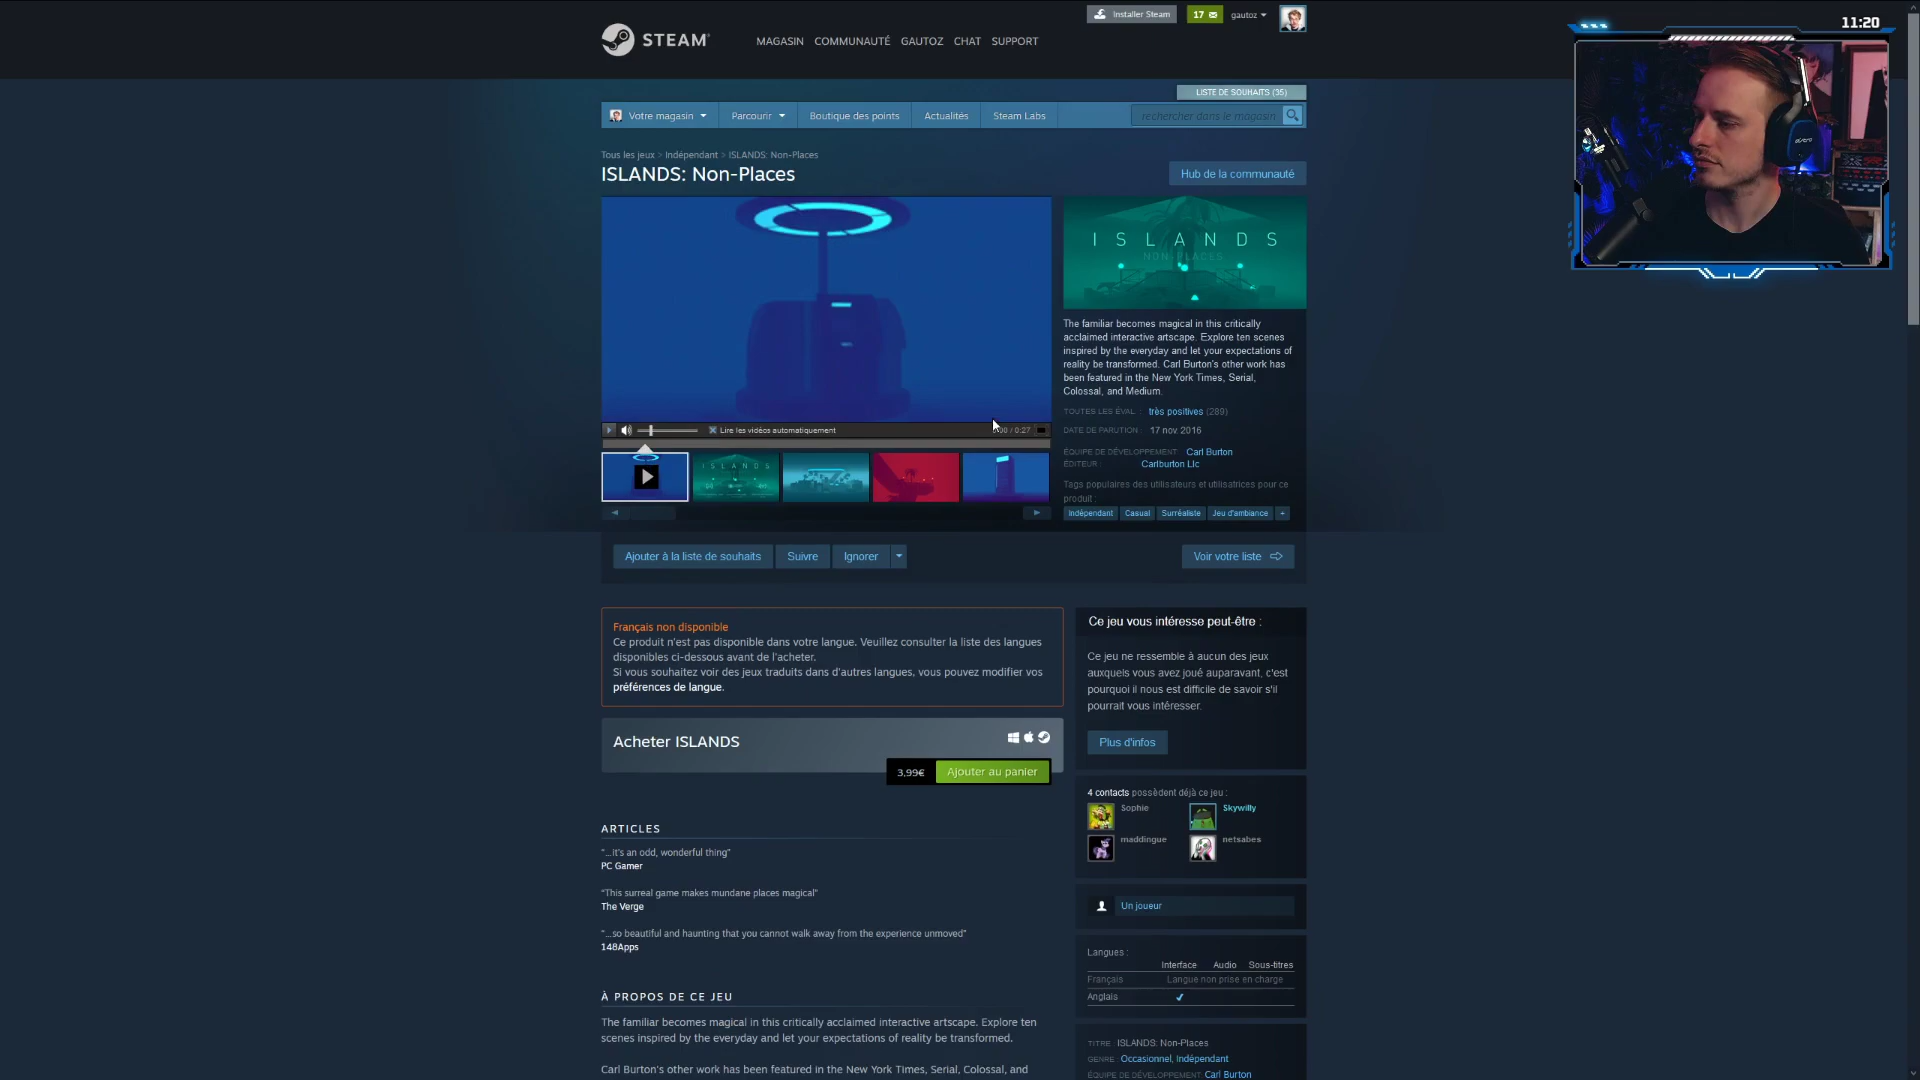 Installer Steam
17
gautoz
11:20
STEAM
MAGASIN COMMUNAUTÉ GAUTOZ CHAT SUPPORT
LISTE DE SOUHAITS (35)
Votre magasin Parcourir Boutique des points Actualités Steam Labs rechercher dans le magasin
Tous les jeux > Indépendant > ISLANDS: Non-Places
ISLANDS: Non-Places
Hub de la communauté
ISLANDS
NON-PLACES
The familiar becomes magical in this critically
acclaimed interactive artscape. Explore ten scenes
inspired by the everyday and let your expectations of
reality be transformed. Carl Burton's other work has
been featured in the New York Times, Serial,
Colossal, and Medium.
TOUTES LES ÉVAL. : très positives (289)
DATE DE PARUTION : 17 nov. 2016
ÉQUIPE DE DÉVELOPPEMENT : Carl Burton
ÉDITEUR : Carlburton Llc
Tags populaires des utilisateurs et utilisatrices pour ce
produit :
Indépendant Casual Surréaliste Jeu d'ambiance +
Lire les vidéos automatiquement
/ 0:27
ISLANDS
Ajouter à la liste de souhaits Suivre Ignorer Voir votre liste
Français non disponible
Ce produit n'est pas disponible dans votre langue. Veuillez consulter la liste des langues
disponibles ci-dessous avant de l'acheter.
Si vous souhaitez voir des jeux traduits dans d'autres langues, vous pouvez modifier vos
préférences de langue.
Acheter ISLANDS
3,99€ Ajouter au panier
ARTICLES
"...it's an odd, wonderful thing"
PC Gamer
"This surreal game makes mundane places magical"
The Verge
"...so beautiful and haunting that you cannot walk away from the experience unmoved"
148Apps
À PROPOS DE CE JEU
The familiar becomes magical in this critically acclaimed interactive artscape. Explore ten
scenes inspired by the everyday and let your expectations of reality be transformed.
Carl Burton's other work has been featured in the New York Times, Serial, Colossal, and
Ce jeu vous intéresse peut-être :
Ce jeu ne ressemble à aucun des jeux
auxquels vous avez joué auparavant, c'est
pourquoi il nous est difficile de savoir s'il
pourrait vous intéresser.
Plus d'infos
4 contacts possèdent déjà ce jeu :
Sophie Skywilly
maddingue netsabes
Un joueur
Langues :
Interface Audio Sous-titres
Français Langue non prise en charge
Anglais ✔
TITRE : ISLANDS: Non-Places
GENRE : Occasionnel, Indépendant
ÉQUIPE DE DÉVELOPPEMENT: Carl Burton